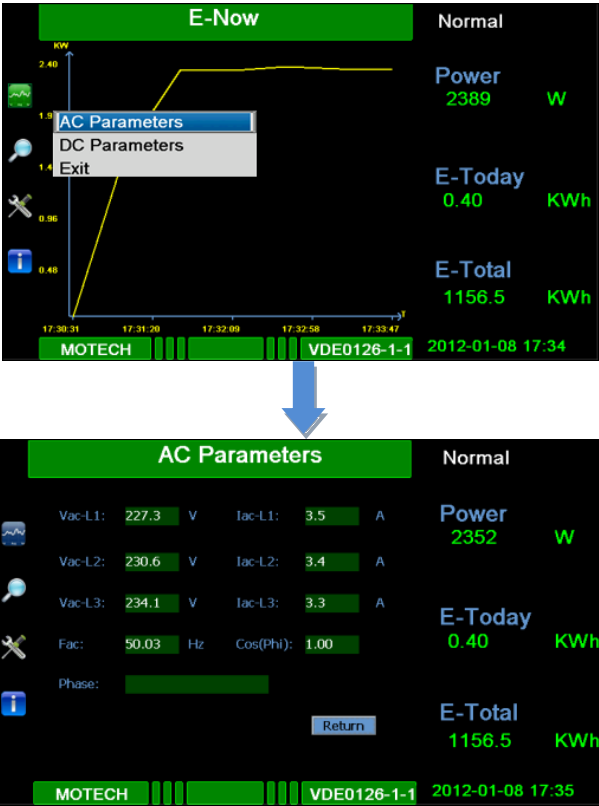 E-Now
Normal
KW
2.40
1.9
1.4
0.96
0.48
AC Parameters
DC Parameters
Exit
Power
2389 W
E-Today
0.40 KWh
E-Total
1156.5 KWh
T
17:30:31 17:31:20 17:32:09 17:32:58 17:33:47
MOTECH VDE0126-1-1 2012-01-08 17:34
AC Parameters
Normal
Vac-L1: 227.3 V Iac-L1: 3.5 A
Vac-L2: 230.6 V Iac-L2: 3.4 A
Vac-L3: 234.1 V Iac-L3: 3.3 A
Fac: 50.03 Hz Cos(Phi): 1.00
Phase:
Return
Power
2352 W
E-Today
0.40 KWh
E-Total
1156.5 KWh
MOTECH VDE0126-1-1 2012-01-08 17:35